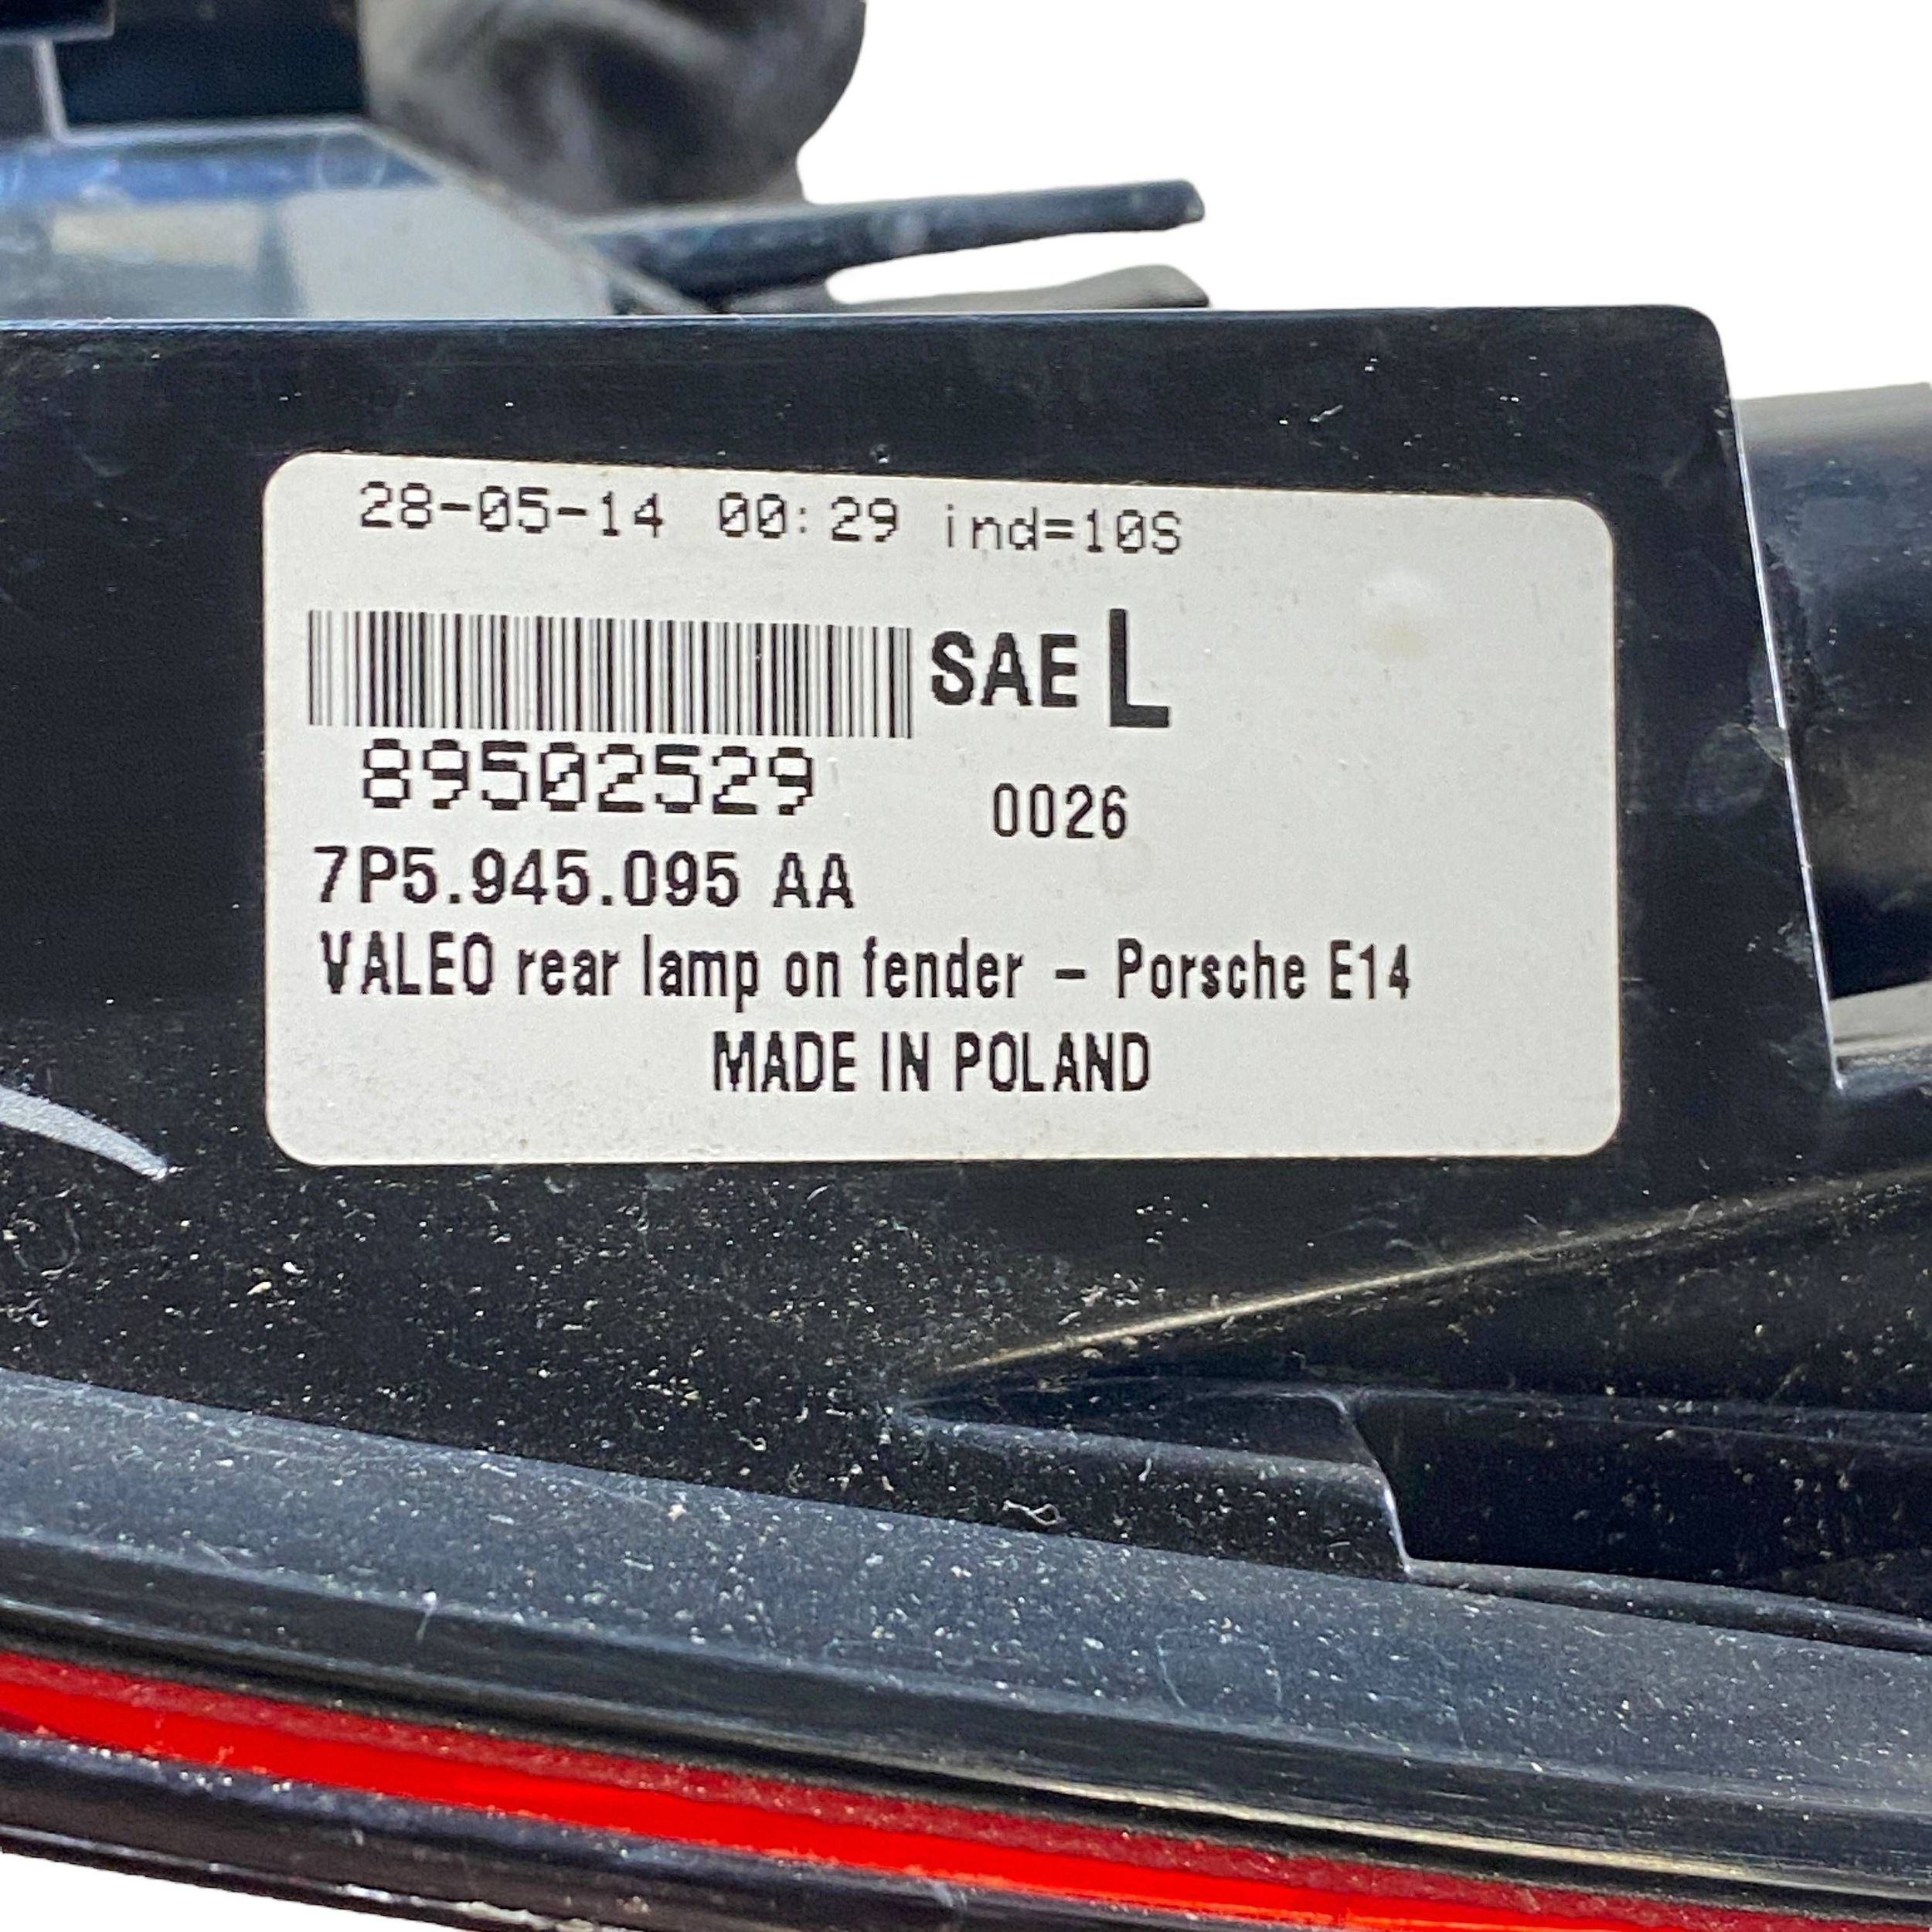 28-05-14 00:29 ind=10S
SAE L
89502529 0026
7P5.945.095 AA
VALEO rear lamp on fender - Porsche E14
MADE IN POLAND